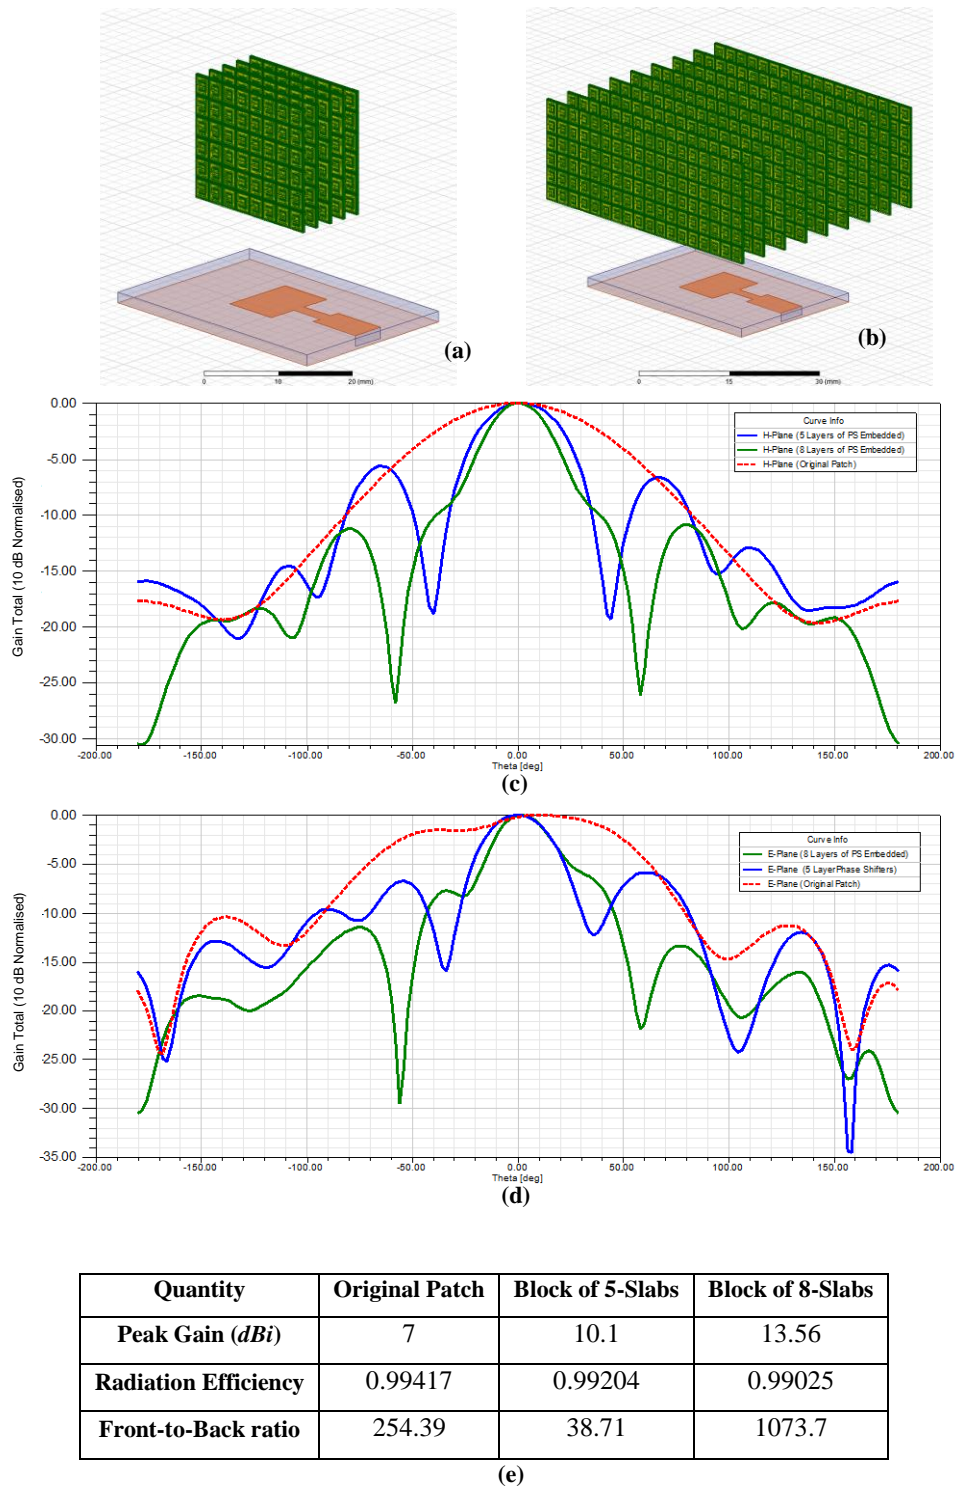 (a)
0 10 20 (mm)
(b)
0 15 30 (mm)
0.00
-5.00
-10.00
-15.00
-20.00
-25.00
-30.00
Gain Total (10 dB Normalised)
Curve Info
H-Plane (5 Layers of PS Embedded)
H-Plane (8 Layers of PS Embedded)
H-Plane (Original Patch)
-200.00 -150.00 -100.00 -50.00 0.00 50.00 100.00 150.00 200.00
Theta [deg]
(c)
0.00
-5.00
-10.00
-15.00
-20.00
-25.00
-30.00
-35.00
Gain Total (10 dB Normalised)
Curve Info
E-Plane (8 Layers of PS Embedded)
E-Plane (5 LayerPhase Shifters)
E-Plane (Original Patch)
-200.00 -150.00 -100.00 -50.00 0.00 50.00 100.00 150.00 200.00
Theta [deg]
(d)
Quantity Original Patch Block of 5-Slabs Block of 8-Slabs
Peak Gain (dBi) 7 10.1 13.56
Radiation Efficiency 0.99417 0.99204 0.99025
Front-to-Back ratio 254.39 38.71 1073.7
(e)